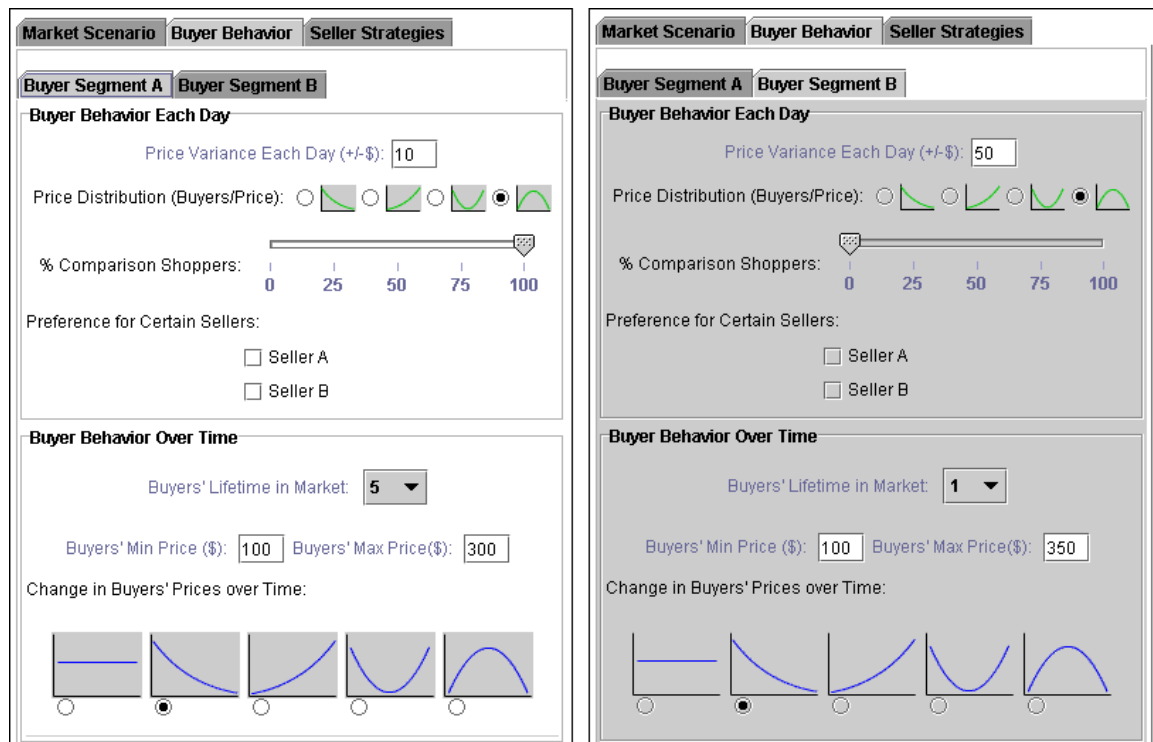 Market Scenario Buyer Behavior Seller Strategies
Buyer Segment A Buyer Segment B
Buyer Behavior Each Day
Price Variance Each Day (+/-$): 10
Price Distribution (Buyers/Price):
% Comparison Shoppers:
0 25 50 75 100
Preference for Certain Sellers:
Seller A
Seller B
Buyer Behavior Over Time
Buyers' Lifetime in Market: 5
Buyers' Min Price ($): 100 Buyers' Max Price($): 300
Change in Buyers' Prices over Time:
Market Scenario Buyer Behavior Seller Strategies
Buyer Segment A Buyer Segment B
Buyer Behavior Each Day
Price Variance Each Day (+/-$): 50
Price Distribution (Buyers/Price):
% Comparison Shoppers:
0 25 50 75 100
Preference for Certain Sellers:
Seller A
Seller B
Buyer Behavior Over Time
Buyers' Lifetime in Market: 1
Buyers' Min Price ($): 100 Buyers' Max Price($): 350
Change in Buyers' Prices over Time: